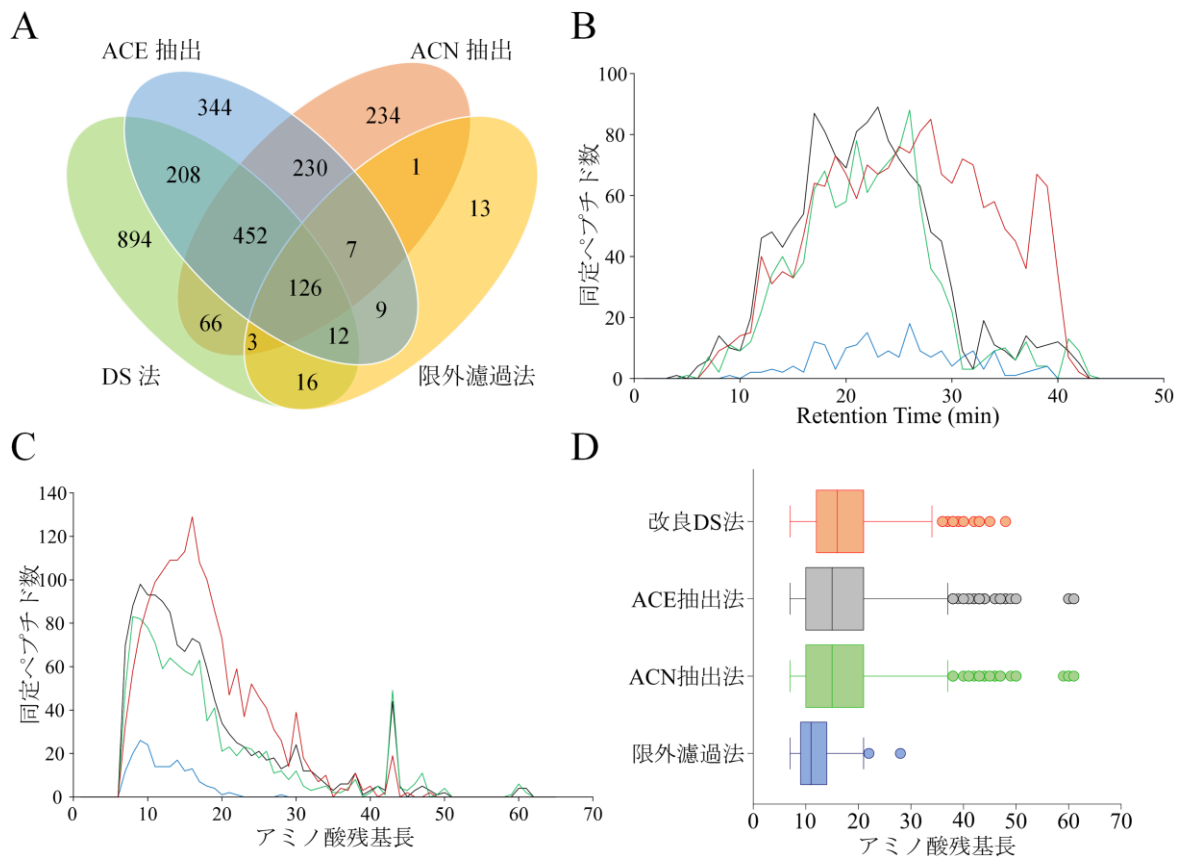 A
ACE 抽出
ACN 抽出
344
234
208
230
1
13
894
452
7
126
9
66
3
12
16
DS 法
限外濾過法
B
同定ペプチド数
100
80
60
40
20
0
0 10 20 30 40 50
Retention Time (min)
C
同定ペプチド数
140
120
100
80
60
40
20
0
0 10 20 30 40 50 60 70
アミノ酸残基長
D
改良DS法
ACE抽出法
ACN抽出法
限外濾過法
0 10 20 30 40 50 60 70
アミノ酸残基長